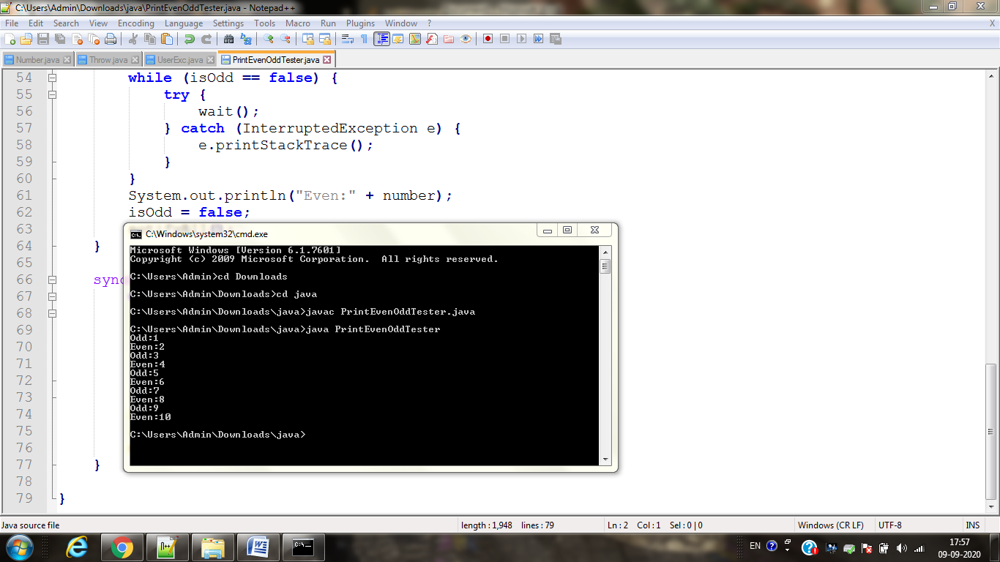 C:\Users\Admin\Downloads\java\PrintEvenOddTester.java - Notepad++
File Edit Search View Encoding Language Settings Tools Macro Run Plugins Window ? X
Number.java Throw.java UserExc.java PrintEvenOddTester.java
54 while (isOdd == false) {
55 try {
56 wait();
57 } catch (InterruptedException e) {
58 e.printStackTrace();
59 }
60 }
61 System.out.println("Even:" + number);
62 isOdd = false;
63
64 }
65
66
67
68
69
70
71
72
73
74
75
76
77 }
78
79 }
C:\Windows\system32\cmd.exe
Microsoft Windows [Version 6.1.7601]
Copyright (c) 2009 Microsoft Corporation. All rights reserved.
C:\Users\Admin>cd Downloads
C:\Users\Admin\Downloads>cd java
C:\Users\Admin\Downloads\java>javac PrintEvenOddTester.java
C:\Users\Admin\Downloads\java>java PrintEvenOddTester
Odd:1
Even:2
Odd:3
Even:4
Odd:5
Even:6
Odd:7
Even:8
Odd:9
Even:10
C:\Users\Admin\Downloads\java>
Java source file length : 1,948 lines : 79 Ln : 2 Col : 1 Sel : 0 | 0 Windows (CR LF) UTF-8 INS
EN 17:57
09-09-2020